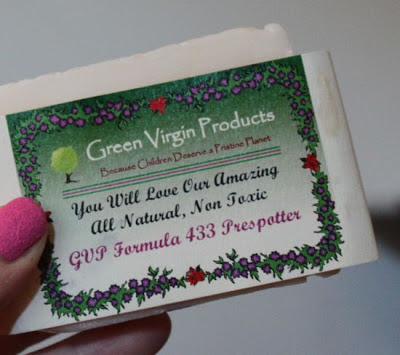 Green Virgin Products
Because Children Deserve a Pristine Planet
You Will Love Our Amazing
All Natural, Non Toxic
GVP Formula 433 Prespotter